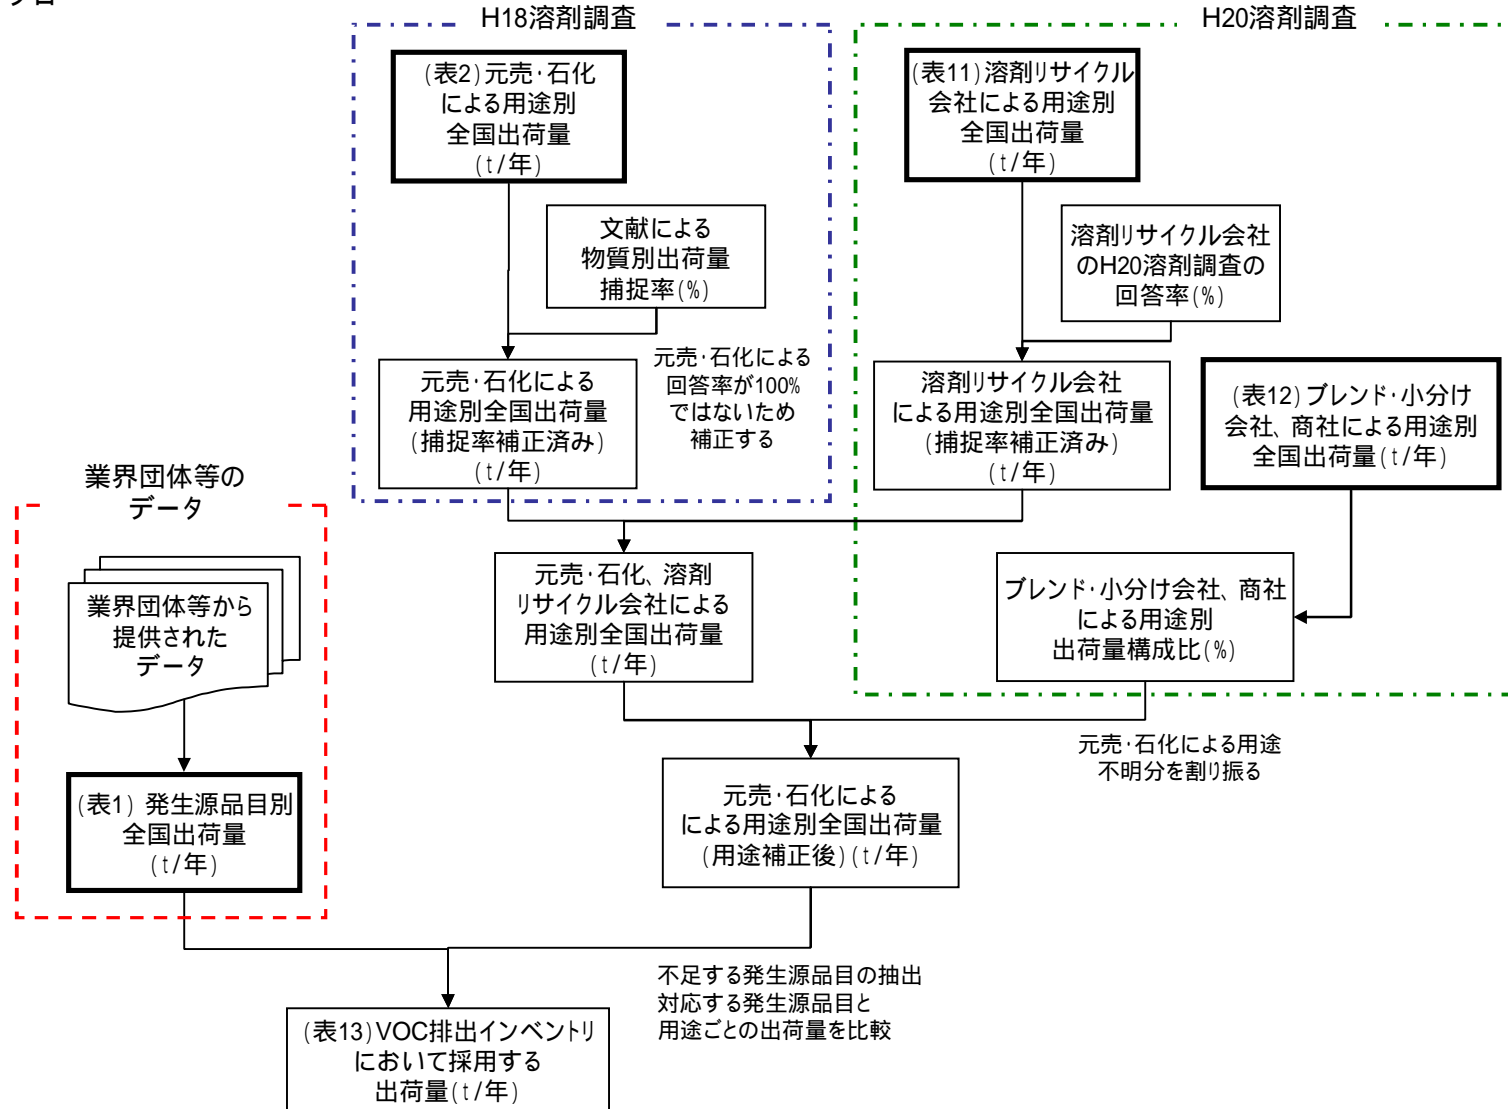 H18溶剤調査
H20溶剤調査
(表2)元売・石化
による用途別
全国出荷量
(t/年)
(表11)溶剤リサイクル
会社による用途別
全国出荷量
(t/年)
文献による
物質別出荷量
捕捉率(%)
溶剤リサイクル会社
のH20溶剤調査の
回答率(%)
元売・石化による
用途別全国出荷量
(捕捉率補正済み)
(t/年)
元売・石化による
回答率が100%
ではないため
補正する
溶剤リサイクル会社
による用途別全国出荷量
(捕捉率補正済み)
(t/年)
(表12)ブレンド・小分け
会社、商社による用途別
全国出荷量(t/年)
業界団体等の
データ
業界団体等から
提供された
データ
元売・石化、溶剤
リサイクル会社による
用途別全国出荷量
(t/年)
ブレンド・小分け会社、商社
による用途別
出荷量構成比(%)
元売・石化による用途
不明分を割り振る
(表1) 発生源品目別
全国出荷量
(t/年)
元売・石化による
による用途別全国出荷量
(用途補正後)(t/年)
不足する発生源品目の抽出
対応する発生源品目と
用途ごとの出荷量を比較
(表13)VOC排出インベントリ
において採用する
出荷量(t/年)